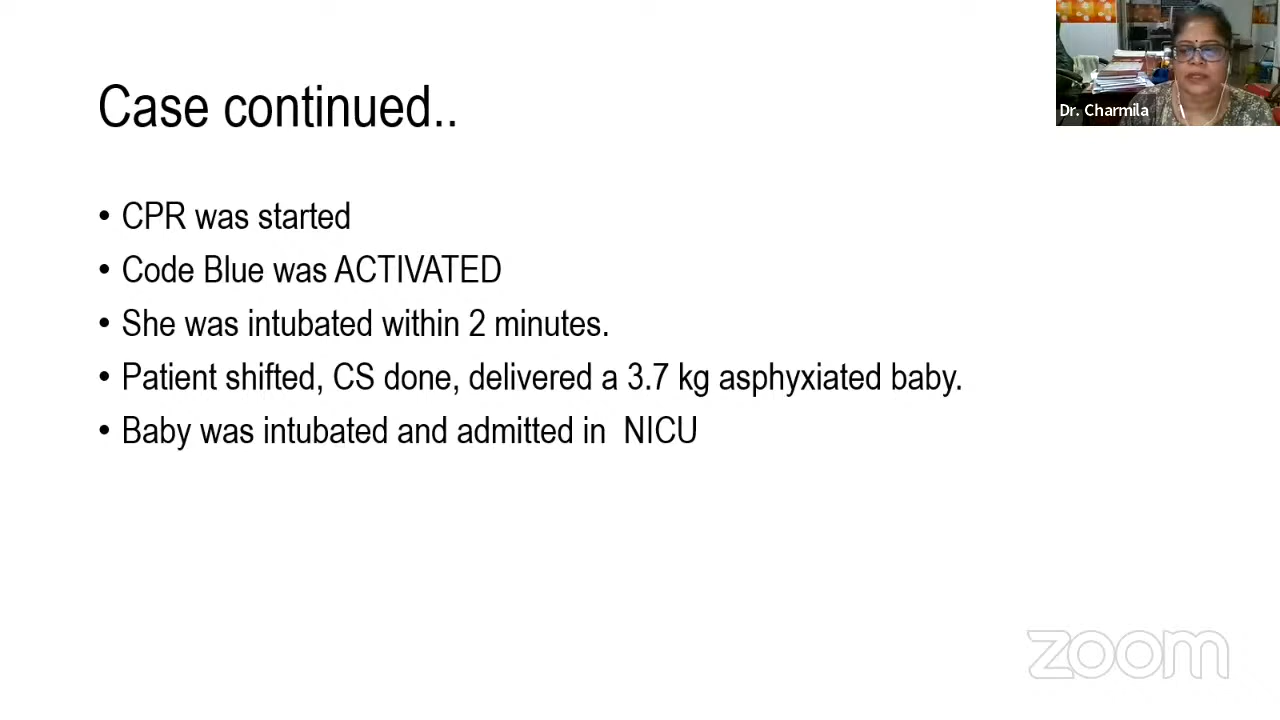 Case continued..
Dr. Charmila
• CPR was started
• Code Blue was ACTIVATED
• She was intubated within 2 minutes.
• Patient shifted, CS done, delivered a 3.7 kg asphyxiated baby.
• Baby was intubated and admitted in  NICU
zoom